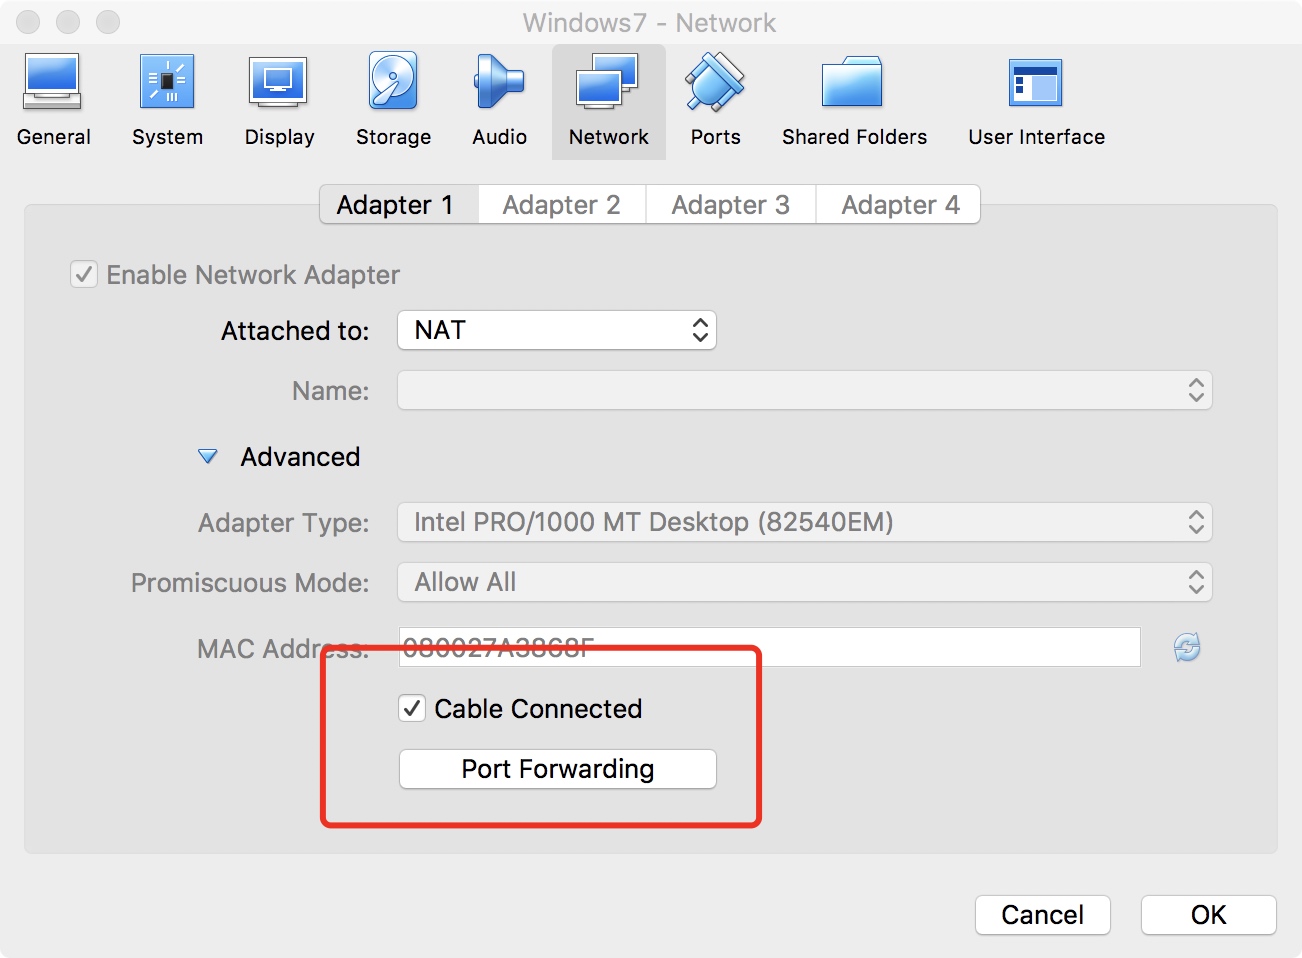 Windows7 - Network
General System Display Storage Audio Network Ports Shared Folders User Interface
Adapter 1 Adapter 2 Adapter 3 Adapter 4
Enable Network Adapter
Attached to: NAT
Name:
Advanced
Adapter Type: Intel PRO/1000 MT Desktop (82540EM)
Promiscuous Mode: Allow All
MAC Address: 080027A3868F
Cable Connected
Port Forwarding
Cancel OK